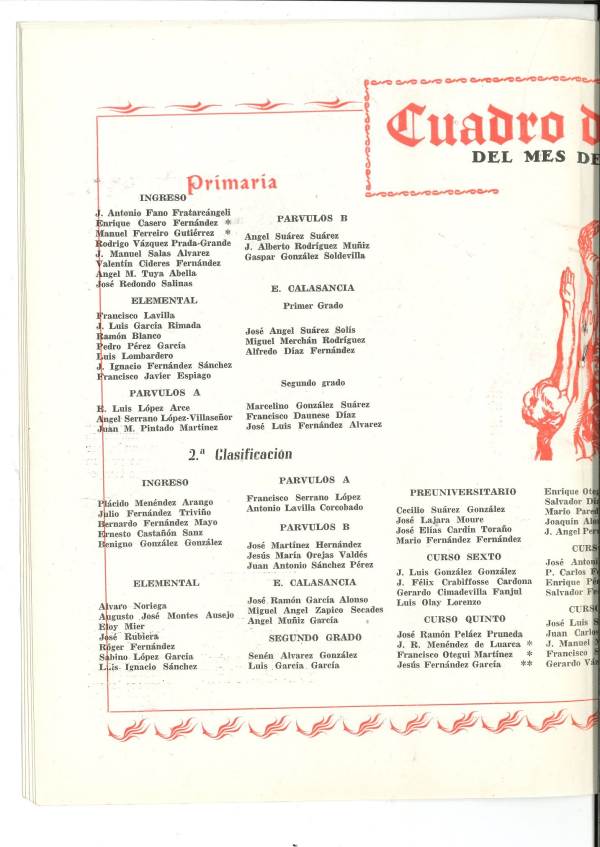 Cuadro d
DEL MES DE
Primaria
INGRESO
J. Antonio Fano Fratarcángeli
Enrique Casero Fernández *
Manuel Ferreiro Gutiérrez *
Rodrigo Vázquez Prada-Grande
J. Manuel Salas Alvarez
Valentín Cideres Fernández
Angel M. Tuya Abella
José Redondo Salinas
ELEMENTAL
Francisco Lavilla
J. Luis García Rimada
Ramón Blanco
Pedro Pérez García
Luis Lombardero
J. Ignacio Fernández Sánchez
Francisco Javier Espiago
PARVULOS A
E. Luis López Arce
Angel Serrano López-Villaseñor
Juan M. Pintado Martínez
PARVULOS B
Angel Suárez Suárez
J. Alberto Rodríguez Muñiz
Gaspar González Soldevilla
E. CALASANCIA
Primer Grado
José Angel Suárez Solís
Miguel Merchán Rodríguez
Alfredo Díaz Fernández
Segundo grado
Marcelino González Suárez
Francisco Daunese Díaz
José Luis Fernández Alvarez
2.ª Clasificación
INGRESO
Plácido Menéndez Arango
Julio Fernández Triviño
Bernardo Fernández Mayo
Ernesto Castañón Sanz
Benigno González González
ELEMENTAL
Alvaro Noriega
Augusto José Montes Ausejo
Eloy Mier
José Rubiera
Róger Fernández
Sabino López García
Luis Ignacio Sánchez
PARVULOS A
Francisco Serrano López
Antonio Lavilla Corcobado
PARVULOS B
José Martínez Hernández
Jesús María Orejas Valdés
Juan Antonio Sánchez Pérez
E. CALASANCIA
José Ramón García Alonso
Miguel Angel Zapico Secades
Angel Muñiz García
SEGUNDO GRADO
Senén Alvarez González
Luis García García
PREUNIVERSITARIO
Cecilio Suárez González
José Lajara Moure
José Elías Cardín Toraño
Mario Fernández Fernández
CURSO SEXTO
J. Luis González González
J. Félix Crabiffosse Cardona
Gerardo Cimadevilla Fanjul
Luis Olay Lorenzo
CURSO QUINTO
José Ramón Peláez Pruneda
J. R. Menéndez de Luarca *
Francisco Otegui Martínez *
Jesús Fernández García **
Enrique Oteg
Salvador Dí
Mario Pared
Joaquín Alo
J. Angel Per
CURS
José Antoni
P. Carlos F
Enrique Pé
Salvador Fe
CURSO
José Luis S
Juan Carlos
J. Manuel
Francisco S
Gerardo Váz